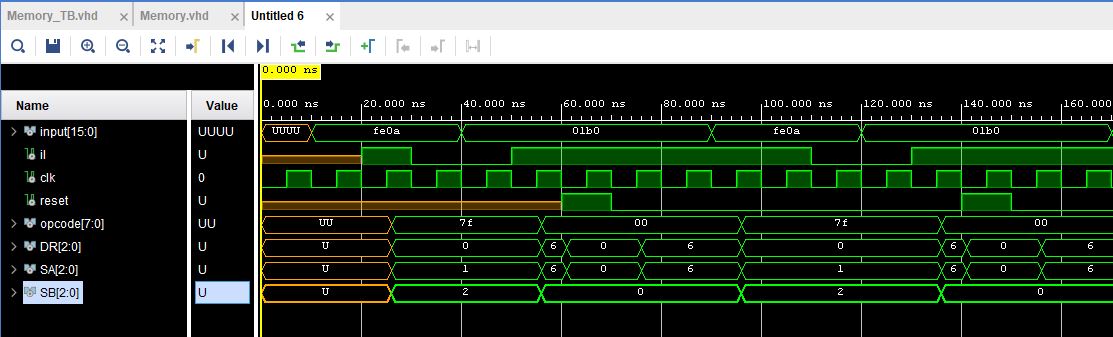 Memory_TB.vhd × Memory.vhd × Untitled 6 ×
0.000 ns
Name Value
0.000 ns 20.000 ns 40.000 ns 60.000 ns 80.000 ns 100.000 ns 120.000 ns 140.000 ns 160.000
input[15:0] UUUU UUUU fe0a 01b0 fe0a 01b0
il U
clk 0
reset U
opcode[7:0] UU UU 7f 00 7f 00
DR[2:0] U U 0 6 0 6 0 6 0 6
SA[2:0] U U 1 6 0 6 1 6 0 6
SB[2:0] U U 2 0 2 0